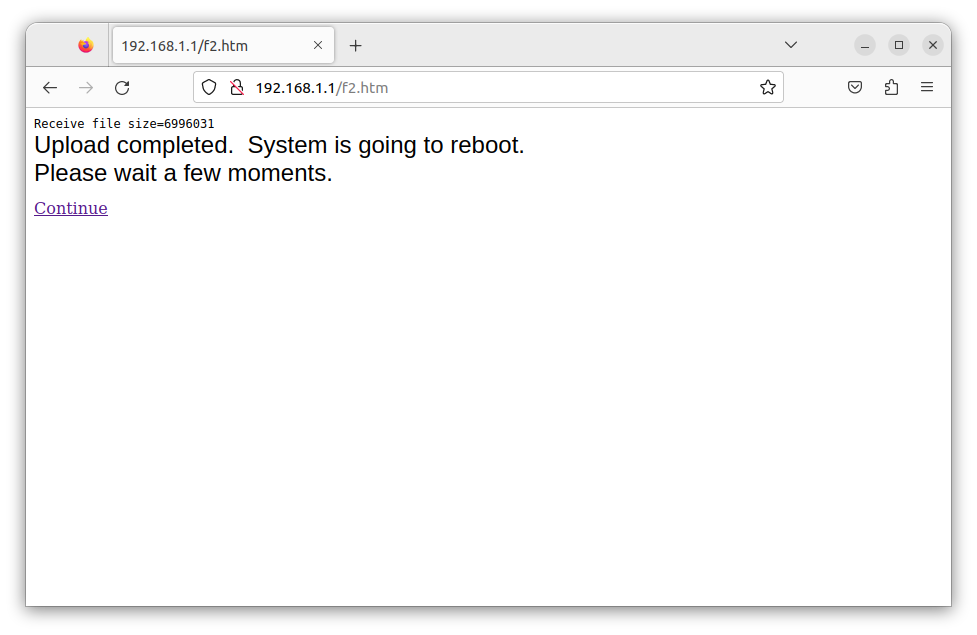 192.168.1.1/f2.htm
192.168.1.1/f2.htm
Receive file size=6996031
Upload completed.  System is going to reboot.
Please wait a few moments.
Continue